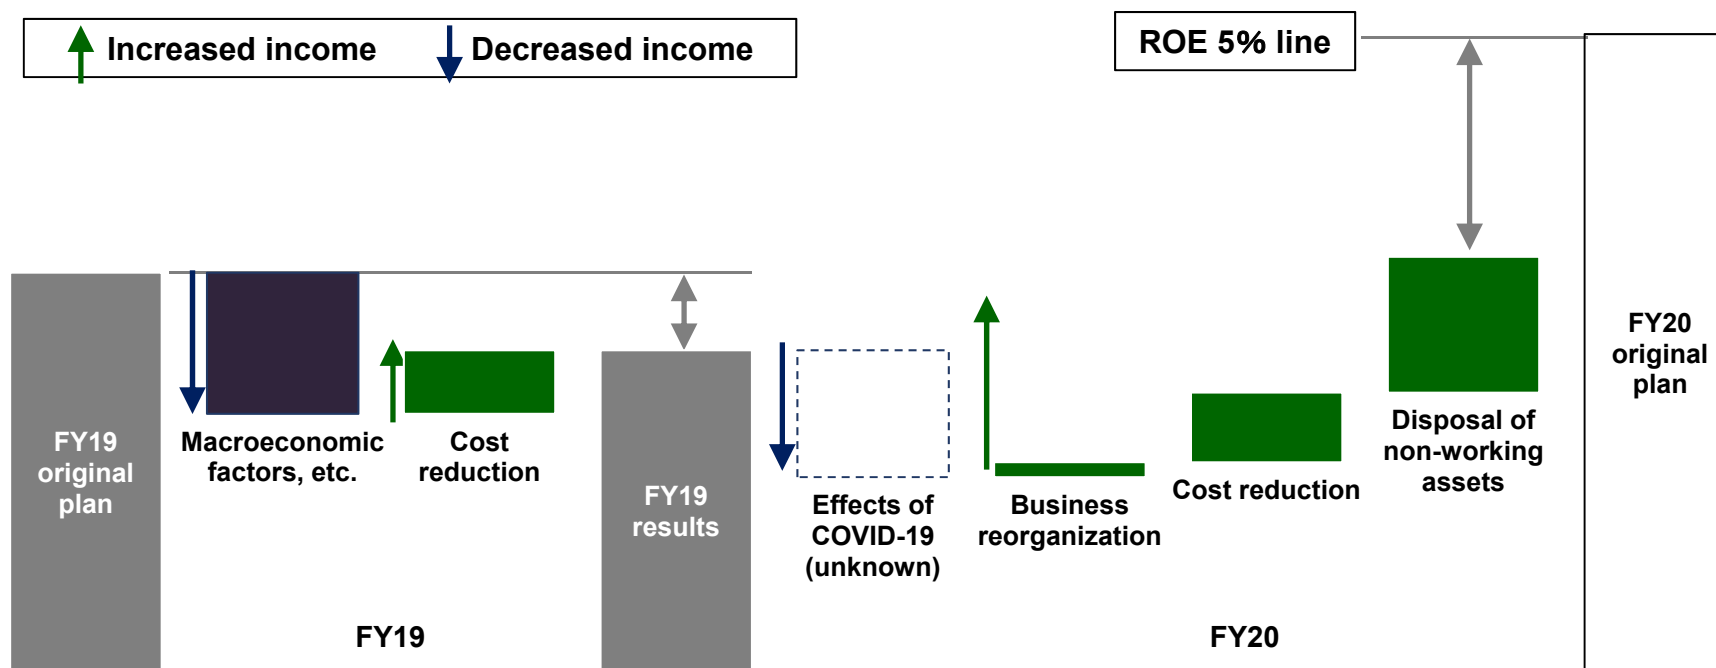 Increased income
Decreased income
ROE 5% line
FY19
original
plan
Macroeconomic
factors, etc.
Cost
reduction
FY19
results
Effects of
COVID-19
(unknown)
Business
reorganization
Cost reduction
Disposal of
non-working
assets
FY20
original
plan
FY19
FY20